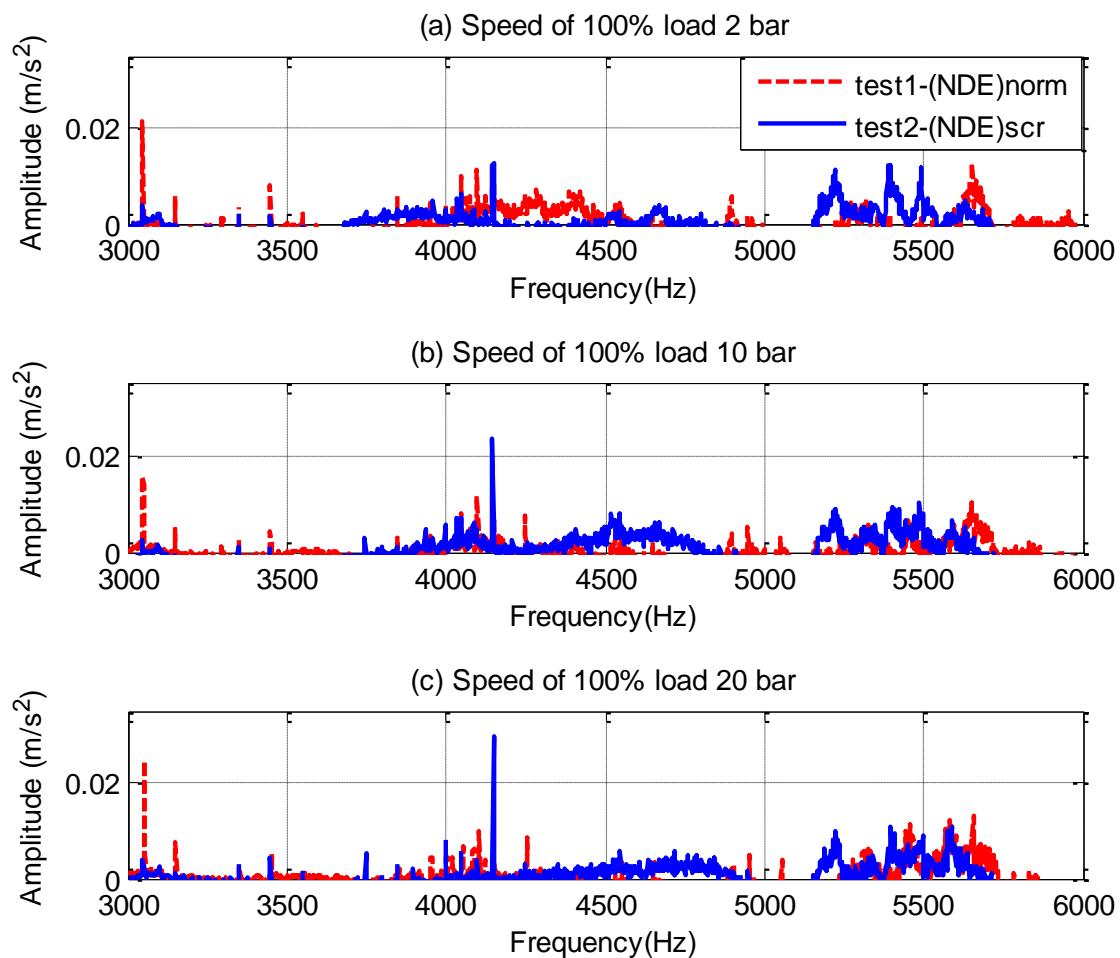 (a) Speed of 100% load 2 bar
Amplitude (m/s²)
0.02
0
test1-(NDE)norm
test2-(NDE)scr
3000 3500 4000 4500 5000 5500 6000
Frequency(Hz)
(b) Speed of 100% load 10 bar
Amplitude (m/s²)
0.02
0
3000 3500 4000 4500 5000 5500 6000
Frequency(Hz)
(c) Speed of 100% load 20 bar
Amplitude (m/s²)
0.02
0
3000 3500 4000 4500 5000 5500 6000
Frequency(Hz)